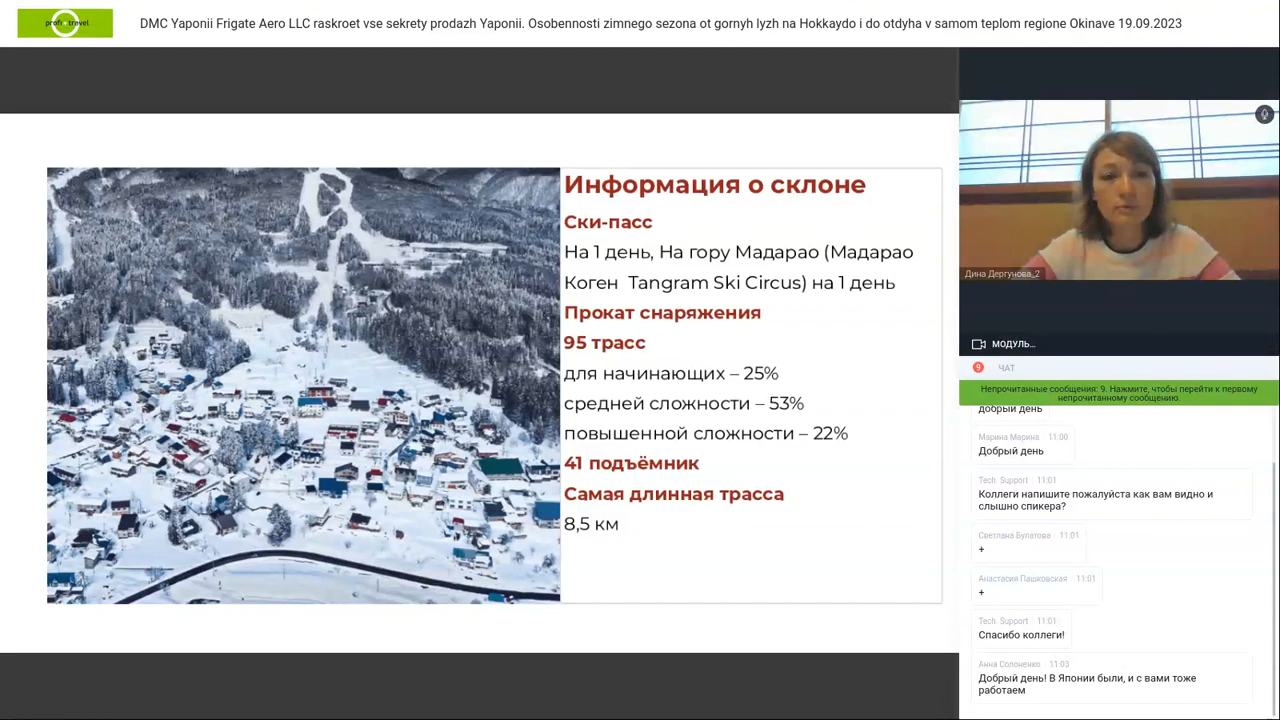 profi.travel
DMC Yaponii Frigate Aero LLC raskroet vse sekrety prodazh Yaponii. Osobennosti zimnego sezona ot gornyh lyzh na Hokkaydo i do otdyha v samom teplom regione Okinave 19.09.2023
Информация о склоне
Ски-пасс
На 1 день, На гору Мадарао (Мадарао
Коген Tangram Ski Circus) на 1 день
Прокат снаряжения
95 трасс
для начинающих – 25%
средней сложности – 53%
повышенной сложности – 22%
41 подъёмник
Самая длинная трасса
8,5 км
Дина Дергунова_2
МОДУЛЬ...
9 ЧАТ
Непрочитанные сообщения: 9. Нажмите, чтобы перейти к первому
непрочитанному сообщению.
добрый день
Марина Марина 11:00
Добрый день
Tech Support 11:01
Коллеги напишите пожалуйста как вам видно и
слышно спикера?
Светлана Булатова 11:01
+
Анастасия Пашковская 11:01
+
Tech Support 11:01
Спасибо коллеги!
Анна Солоненко 11:03
Добрый день! В Японии были, и с вами тоже
работаем